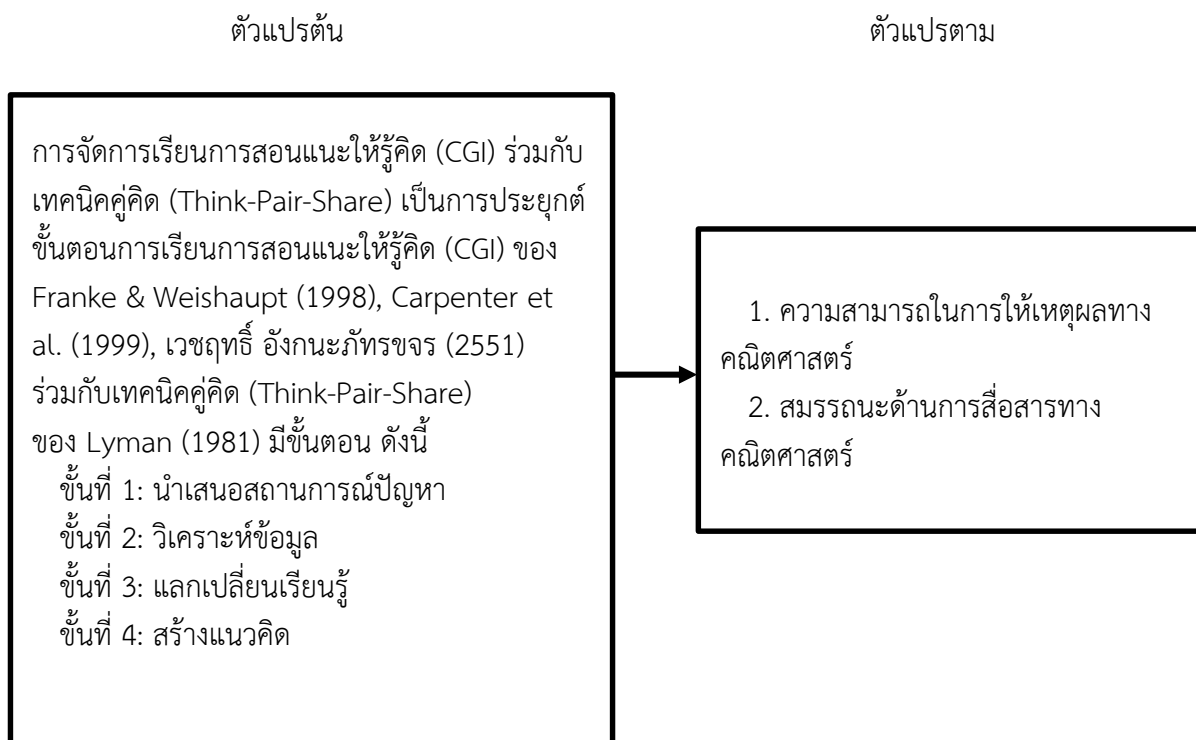 ตัวแปรต้น
ตัวแปรตาม
การจัดการเรียนการสอนแนะให้รู้คิด (CGI) ร่วมกับ
เทคนิคคู่คิด (Think-Pair-Share) เป็นการประยุกต์
ขั้นตอนการเรียนการสอนแนะให้รู้คิด (CGI) ของ
Franke & Weishaupt (1998), Carpenter et
al. (1999), เวชฤทธิ์ อังกนะภัทรขจร (2551)
ร่วมกับเทคนิคคู่คิด (Think-Pair-Share)
ของ Lyman (1981) มีขั้นตอน ดังนี้
ขั้นที่ 1: นำเสนอสถานการณ์ปัญหา
ขั้นที่ 2: วิเคราะห์ข้อมูล
ขั้นที่ 3: แลกเปลี่ยนเรียนรู้
ขั้นที่ 4: สร้างแนวคิด
1. ความสามารถในการให้เหตุผลทาง
คณิตศาสตร์
2. สมรรถนะด้านการสื่อสารทาง
คณิตศาสตร์